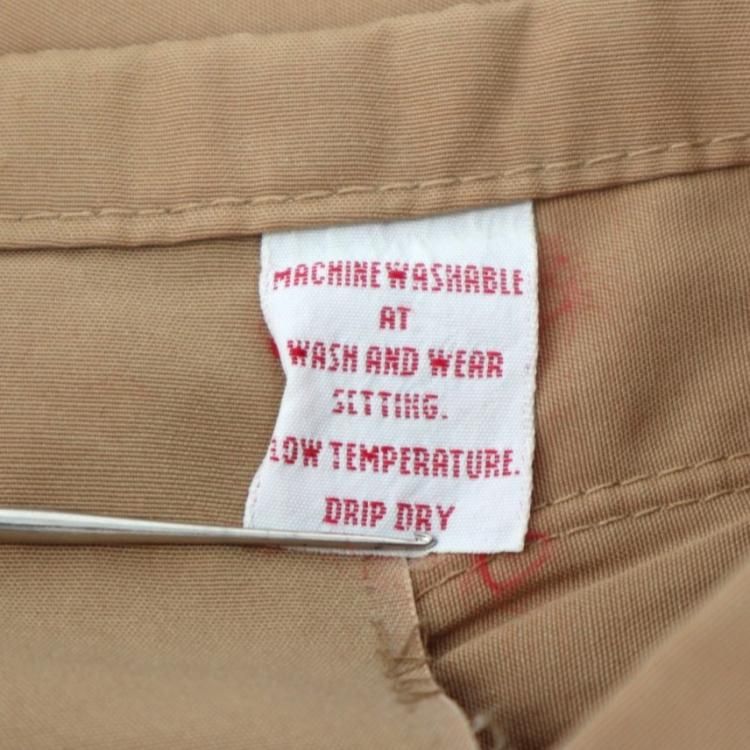 MACHINE WASHABLE
AT
WASH AND WEAR
SETTING.
LOW TEMPERATURE.
DRIP DRY